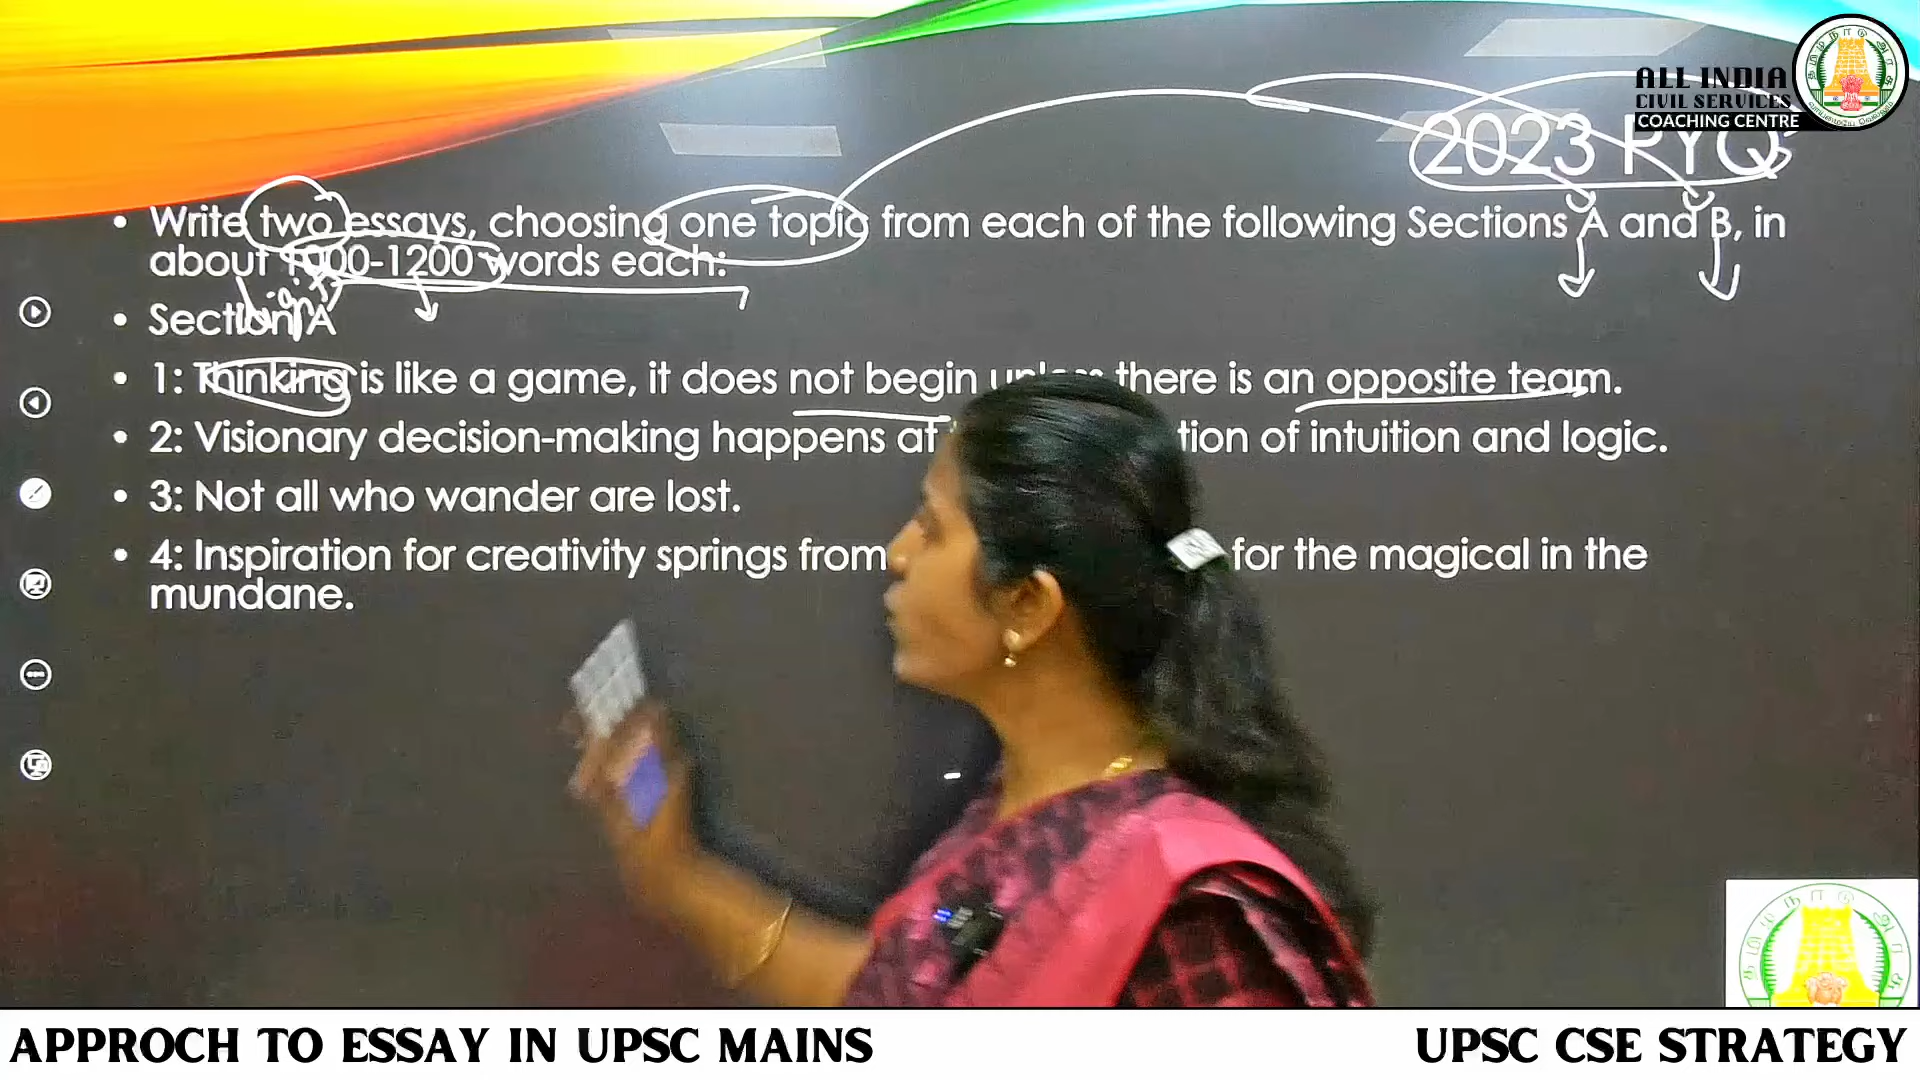 ALL INDIA
CIVIL SERVICES
COACHING CENTRE
2023 PYQ
• Write two essays, choosing one topic from each of the following Sections A and B, in
about 1000-1200 words each:
• Section A
• 1: Thinking is like a game, it does not begin there is an opposite team.
• 2: Visionary decision-making happens at tion of intuition and logic.
• 3: Not all who wander are lost.
• 4: Inspiration for creativity springs from for the magical in the
mundane.
APPROCH TO ESSAY IN UPSC MAINS
UPSC CSE STRATEGY